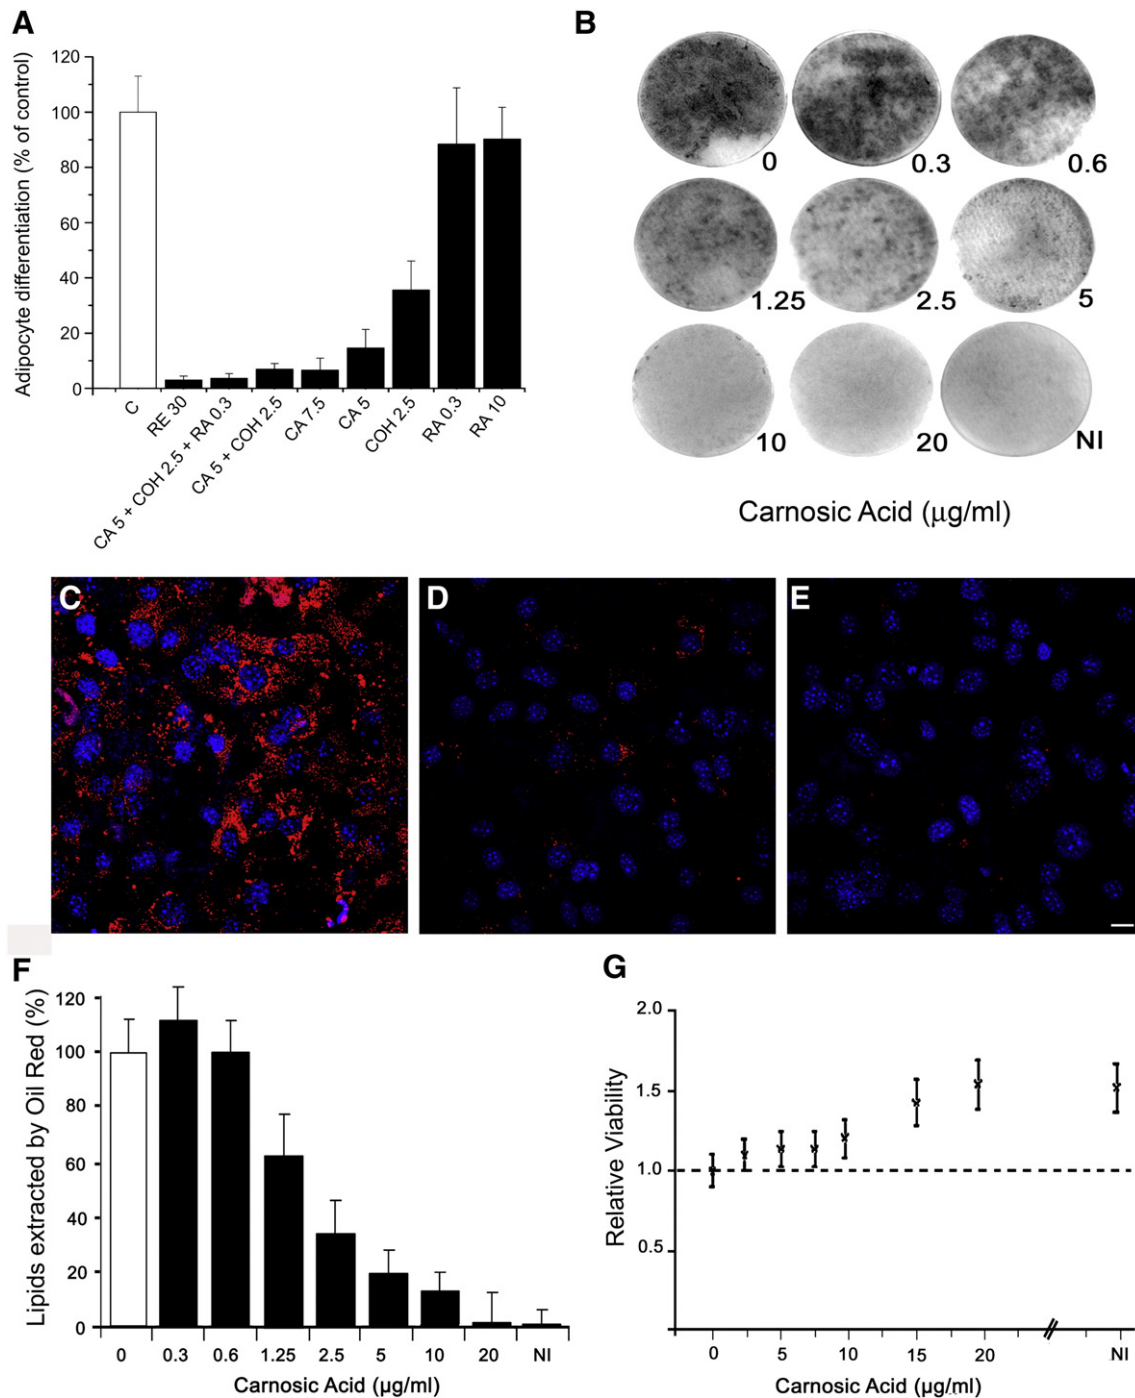 A
Adipocyte differentiation (% of control)
120
100
80
60
40
20
0
C
RE 30
CA 5 + COH 2.5 + RA 0.3
CA 5 + COH 2.5
CA 7.5
CA 5
COH 2.5
RA 0.3
RA 10
B
0
0.3
0.6
1.25
2.5
5
10
20
NI
Carnosic Acid (µg/ml)
C
D
E
F
Lipids extracted by Oil Red (%)
120
100
80
60
40
20
0
0 0.3 0.6 1.25 2.5 5 10 20 NI
Carnosic Acid (µg/ml)
G
Relative Viability
2.0
1.5
1.0
0.5
0 5 10 15 20 NI
Carnosic Acid (µg/ml)